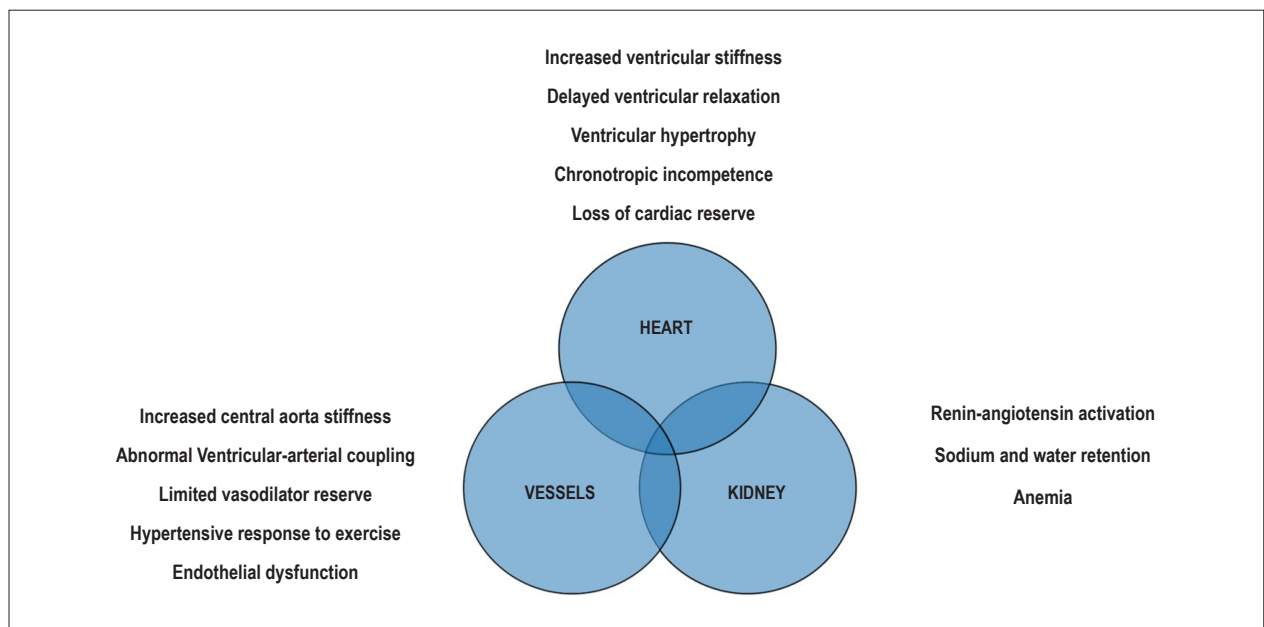 Increased ventricular stiffness
Delayed ventricular relaxation
Ventricular hypertrophy
Chronotropic incompetence
Loss of cardiac reserve
HEART
Increased central aorta stiffness
Abnormal Ventricular-arterial coupling
Limited vasodilator reserve
Hypertensive response to exercise
Endothelial dysfunction
VESSELS
KIDNEY
Renin-angiotensin activation
Sodium and water retention
Anemia